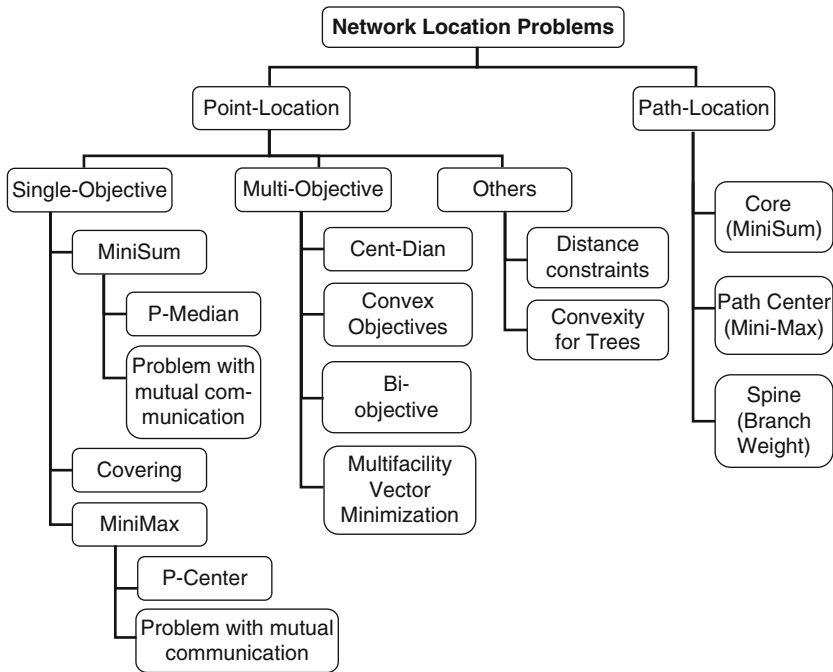 Network Location Problems
Point-Location
Path-Location
Single-Objective
Multi-Objective
Others
MiniSum
P-Median
Problem with
mutual com-
munication
Covering
MiniMax
P-Center
Problem with mutual
communication
Cent-Dian
Convex
Objectives
Bi-
objective
Multifacility
Vector
Minimization
Distance
constraints
Convexity
for Trees
Core
(MiniSum)
Path Center
(Mini-Max)
Spine
(Branch
Weight)